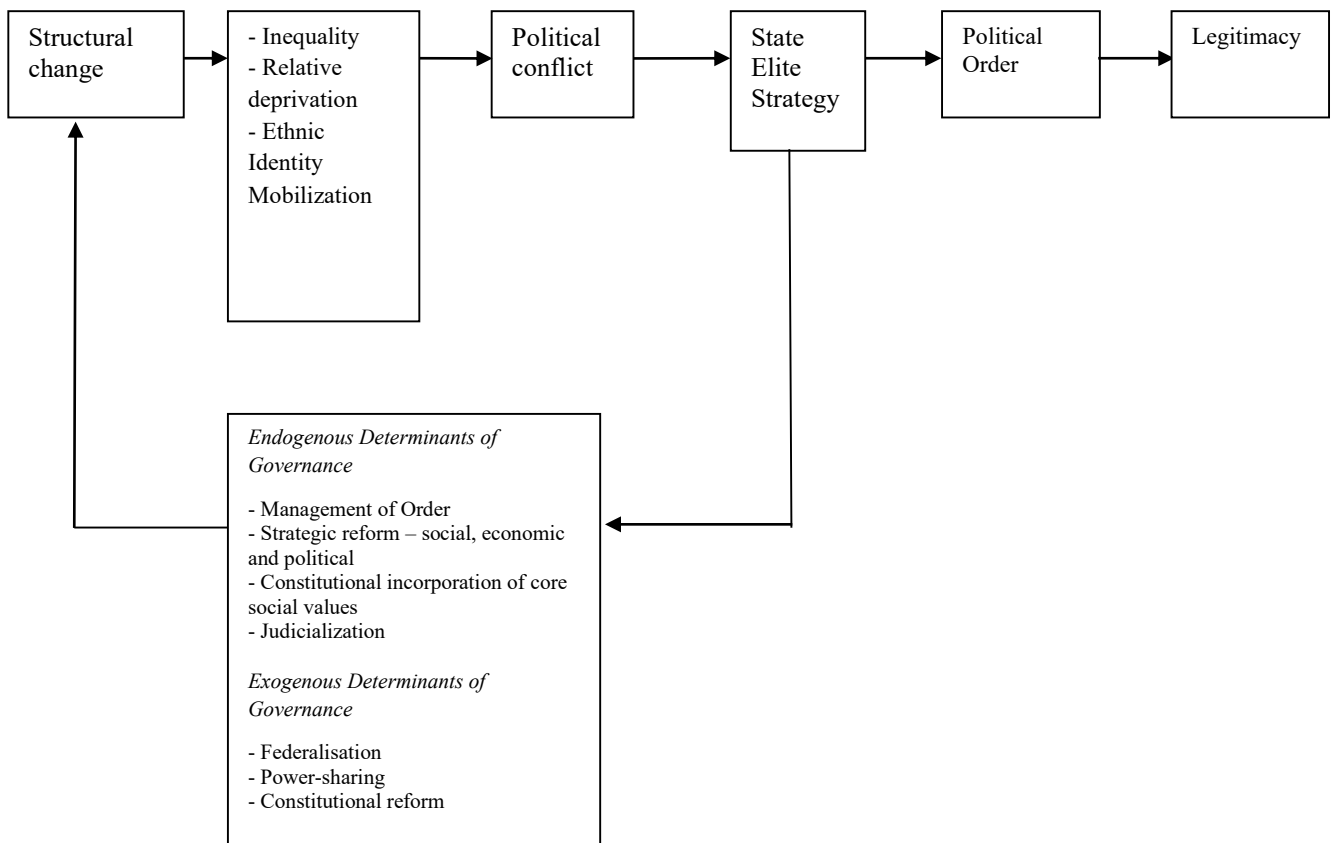 Structural
change
- Inequality
- Relative
deprivation
- Ethnic
Identity
Mobilization
Political
conflict
State
Elite
Strategy
Political
Order
Legitimacy
Endogenous Determinants of
Governance
- Management of Order
- Strategic reform – social, economic
and political
- Constitutional incorporation of core
social values
- Judicialization
Exogenous Determinants of
Governance
- Federalisation
- Power-sharing
- Constitutional reform